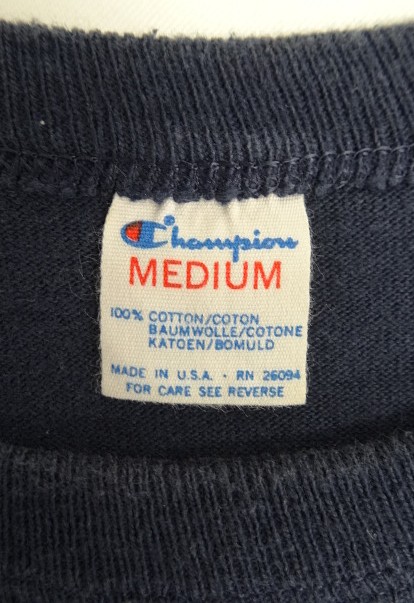 Champion
MEDIUM
100% COTTON/COTON
BAUMWOLLE/COTONE
KATOEN/BOMULD
MADE IN U.S.A. · RN 26094
FOR CARE SEE REVERSE